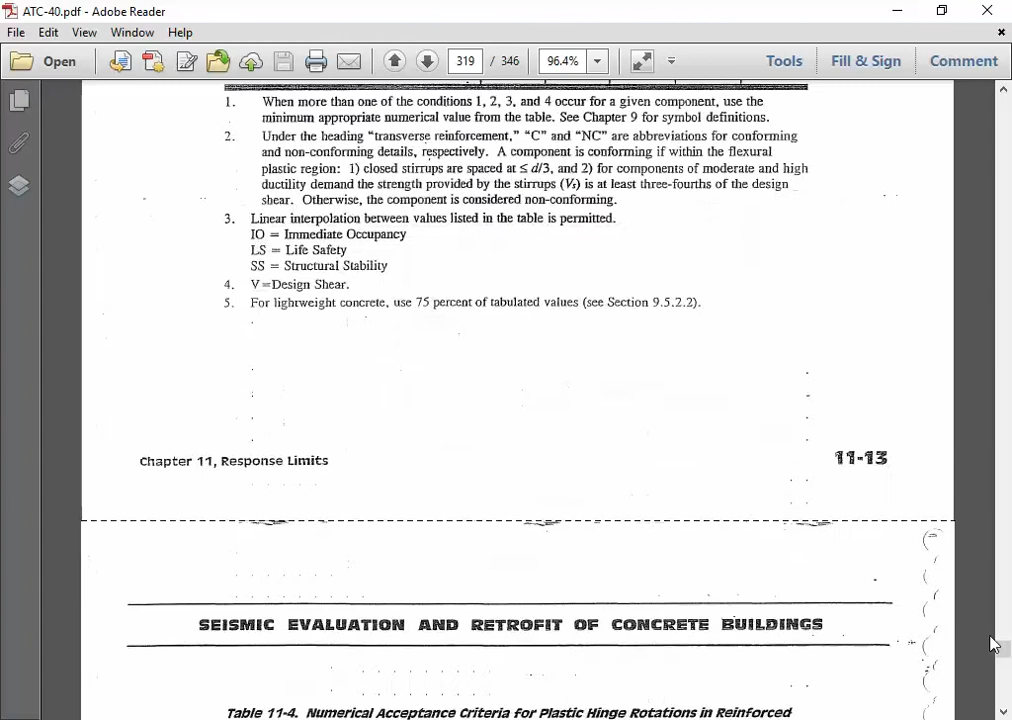 ATC-40.pdf - Adobe Reader
File Edit View Window Help
Open 319 / 346 96.4% Tools Fill & Sign Comment
1. When more than one of the conditions 1, 2, 3, and 4 occur for a given component, use the
minimum appropriate numerical value from the table. See Chapter 9 for symbol definitions.
2. Under the heading “transverse reinforcement,” “C” and “NC” are abbreviations for conforming
and non-conforming details, respectively. A component is conforming if within the flexural
plastic region: 1) closed stirrups are spaced at ≤ d/3, and 2) for components of moderate and high
ductility demand the strength provided by the stirrups (Vs) is at least three-fourths of the design
shear. Otherwise, the component is considered non-conforming.
3. Linear interpolation between values listed in the table is permitted.
IO = Immediate Occupancy
LS = Life Safety
SS = Structural Stability
4. V=Design Shear.
5. For lightweight concrete, use 75 percent of tabulated values (see Section 9.5.2.2).
Chapter 11, Response Limits 11-13
SEISMIC EVALUATION AND RETROFIT OF CONCRETE BUILDINGS
Table 11-4. Numerical Acceptance Criteria for Plastic Hinge Rotations in Reinforced